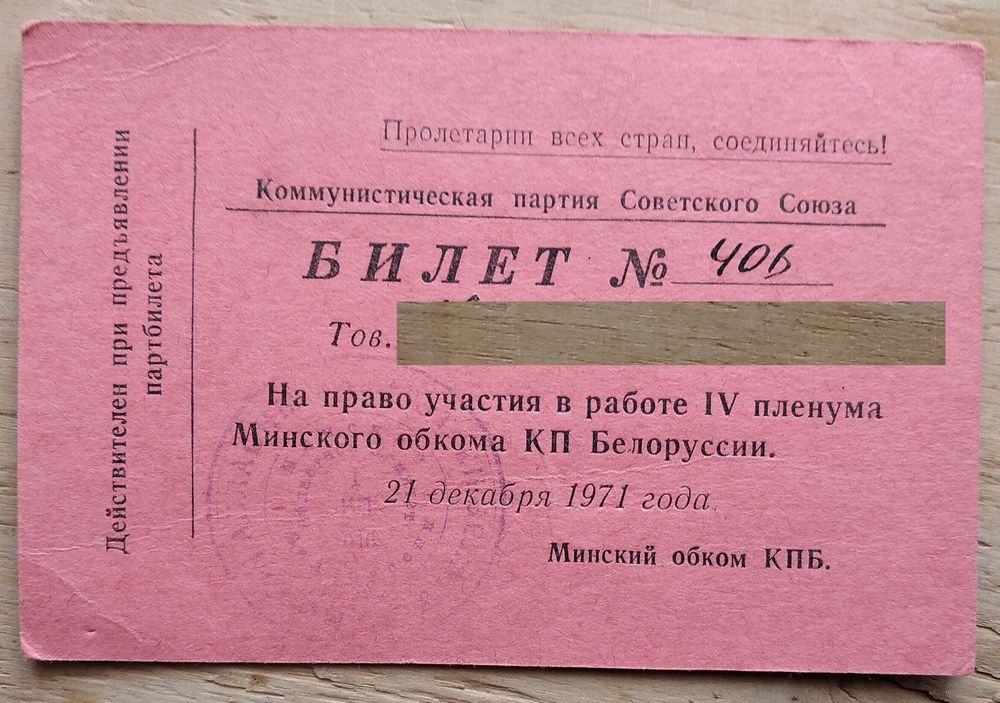 Пролетарии всех стран, соединяйтесь!
Коммунистическая партия Советского Союза
БИЛЕТ № 406
Тов.
На право участия в работе IV пленума
Минского обкома КП Белоруссии.
21 декабря 1971 года.
Минский обком КПБ.
Действителен при предъявлении
партбилета